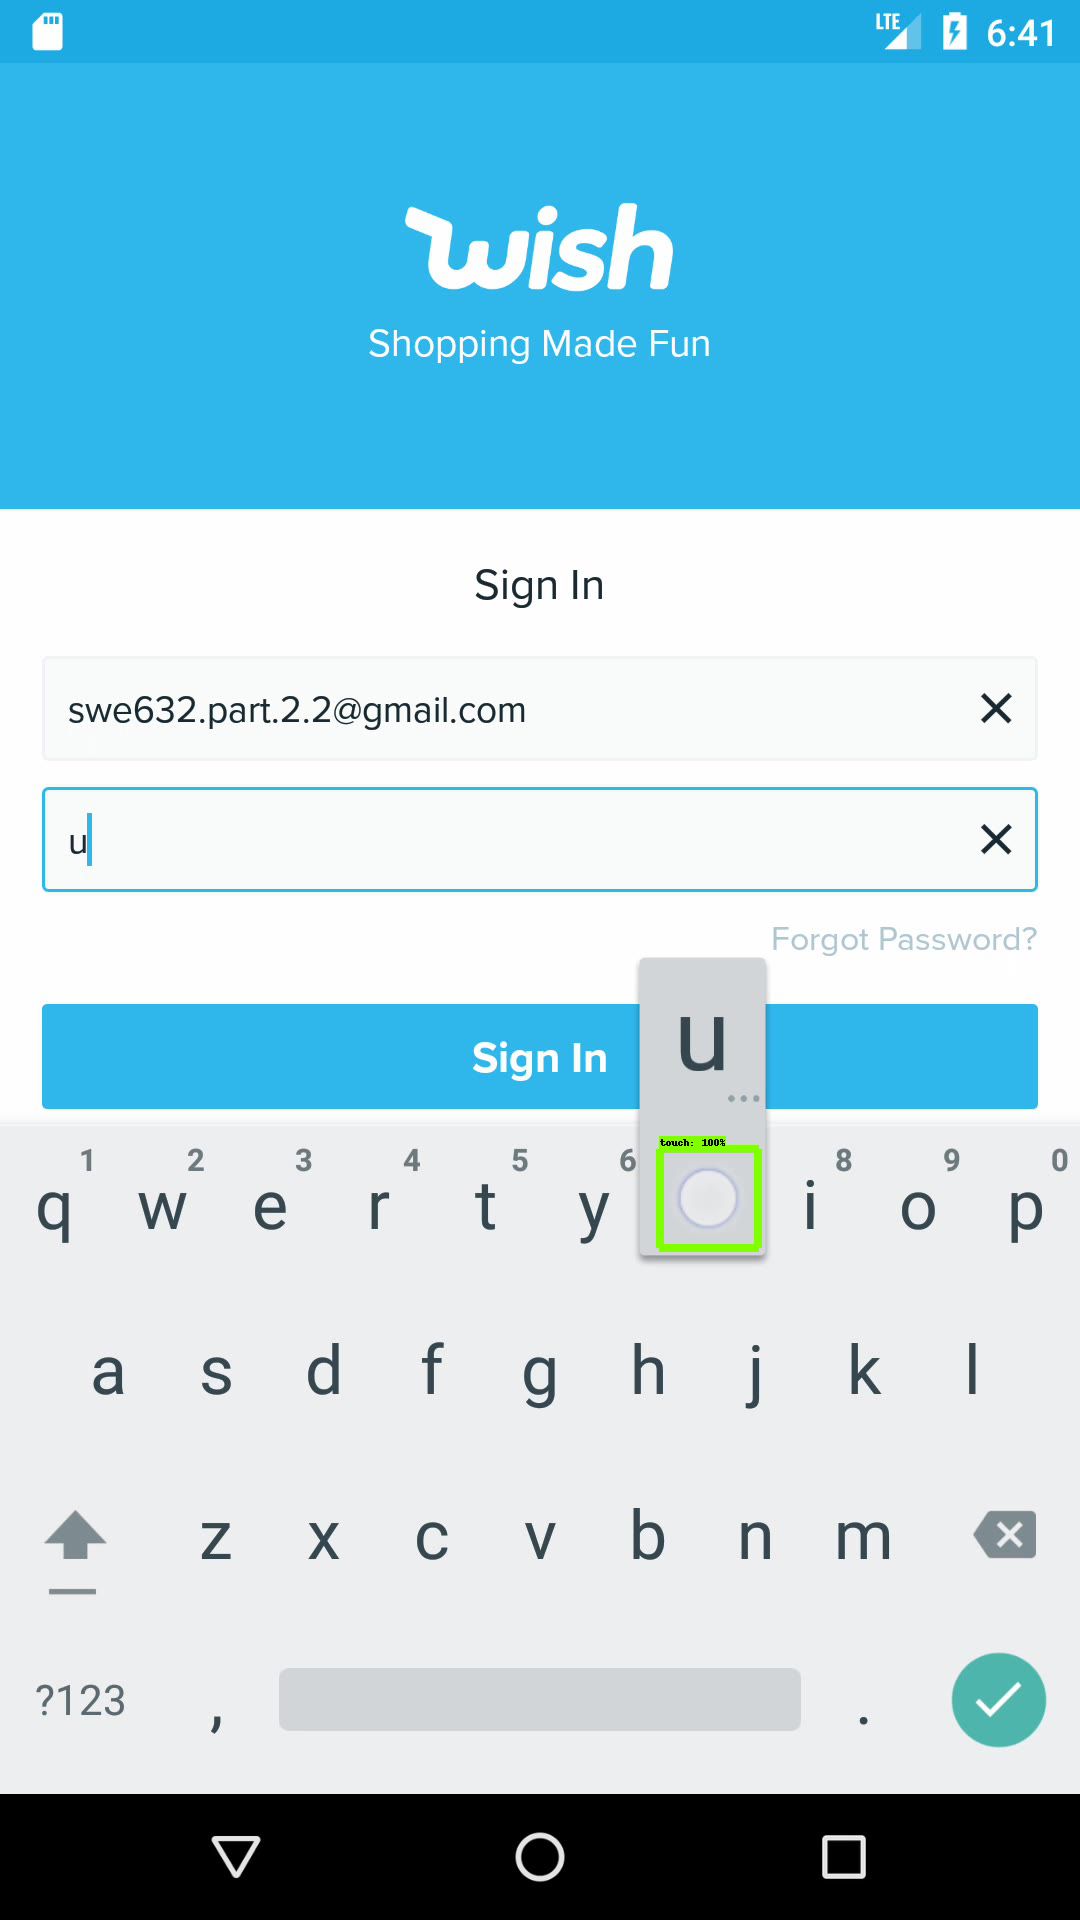 LTE 6:41
wish
Shopping Made Fun
Sign In
swe632.part.2.2@gmail.com
u
Forgot Password?
Sign In
u
...
touch: 100%
1 2 3 4 5 6 8 9 0
q w e r t y i o p
a s d f g h j k l
z x c v b n m
?123 , .